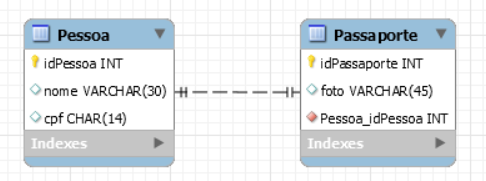 Pessoa
idPessoa INT
nome VARCHAR(30)
cpf CHAR(14)
Indexes
Passaporte
idPassaporte INT
foto VARCHAR(45)
Pessoa_idPessoa INT
Indexes